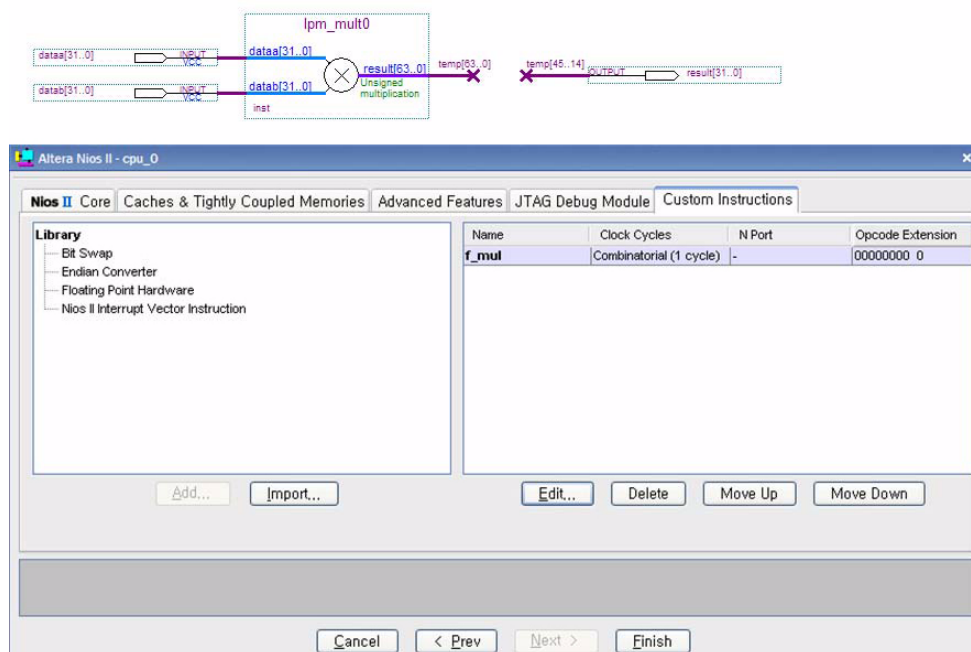 lpm_mult0
dataa[31..0] INPUT VCC dataa[31..0]
result[63..0] temp[63..0] temp[45..14] OUTPUT result[31..0]
datab[31..0] INPUT VCC datab[31..0] Unsigned multiplication
inst
Altera Nios II - cpu_0
Nios II Core Caches & Tightly Coupled Memories Advanced Features JTAG Debug Module Custom Instructions
Library
Bit Swap
Endian Converter
Floating Point Hardware
Nios II Interrupt Vector Instruction
Name Clock Cycles N Port Opcode Extension
f_mul Combinatorial (1 cycle) - 00000000 0
Add... Import... Edit... Delete Move Up Move Down
Cancel < Prev Next > Finish